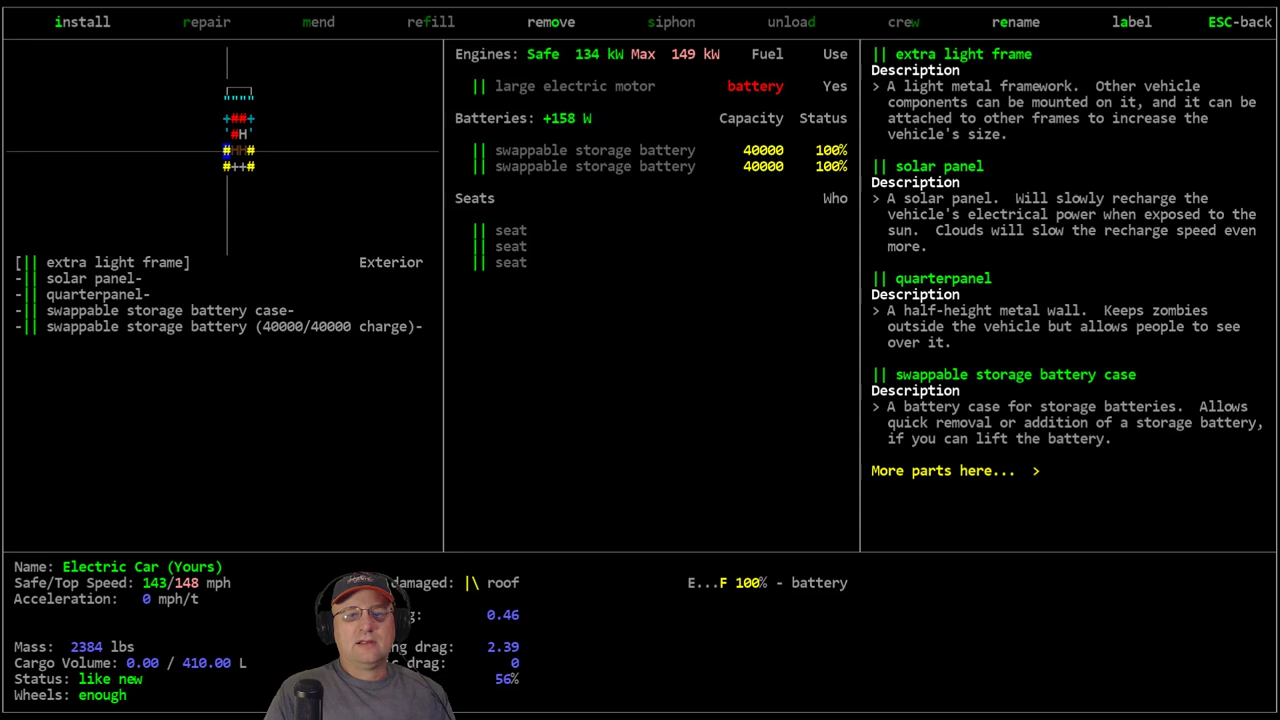 install repair mend refill remove siphon unload crew rename label ESC-back
[|| extra light frame] Exterior
-|| solar panel-
-|| quarterpanel-
-|| swappable storage battery case-
-|| swappable storage battery (40000/40000 charge)-
Engines: Safe 134 kW Max 149 kW Fuel Use
|| large electric motor battery Yes
Batteries: +158 W Capacity Status
|| swappable storage battery 40000 100%
|| swappable storage battery 40000 100%
Seats Who
|| seat
|| seat
|| seat
|| extra light frame
Description
> A light metal framework. Other vehicle
components can be mounted on it, and it can be
attached to other frames to increase the
vehicle's size.
|| solar panel
Description
> A solar panel. Will slowly recharge the
vehicle's electrical power when exposed to the
sun. Clouds will slow the recharge speed even
more.
|| quarterpanel
Description
> A half-height metal wall. Keeps zombies
outside the vehicle but allows people to see
over it.
|| swappable storage battery case
Description
> A battery case for storage batteries. Allows
quick removal or addition of a storage battery,
if you can lift the battery.
More parts here... >
Name: Electric Car (Yours)
Safe/Top Speed: 143/148 mph damaged: |\ roof E...F 100% - battery
Acceleration: 0 mph/t
0.46
Mass: 2384 lbs drag: 2.39
Cargo Volume: 0.00 / 410.00 L drag: 0
Status: like new 56%
Wheels: enough